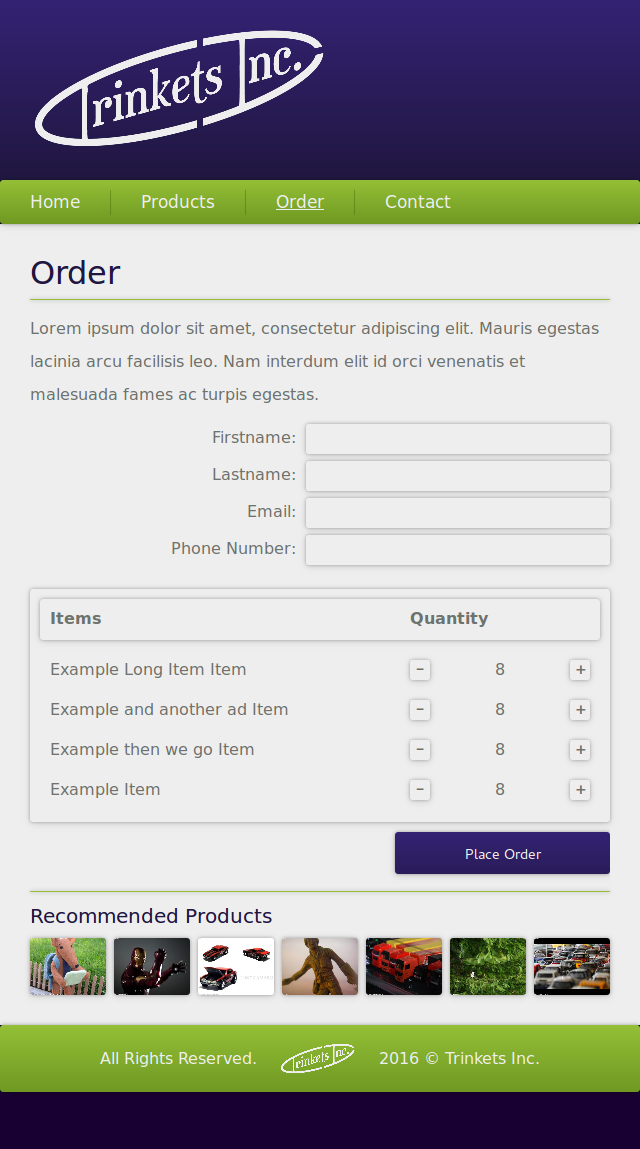 Trinkets Inc.
Home Products Order Contact
Order
Lorem ipsum dolor sit amet, consectetur adipiscing elit. Mauris egestas
lacinia arcu facilisis leo. Nam interdum elit id orci venenatis et
malesuada fames ac turpis egestas.
Firstname:
Lastname:
Email:
Phone Number:
Items Quantity
Example Long Item Item - 8 +
Example and another ad Item - 8 +
Example then we go Item - 8 +
Example Item - 8 +
Place Order
Recommended Products
All Rights Reserved. Trinkets Inc. 2016 © Trinkets Inc.